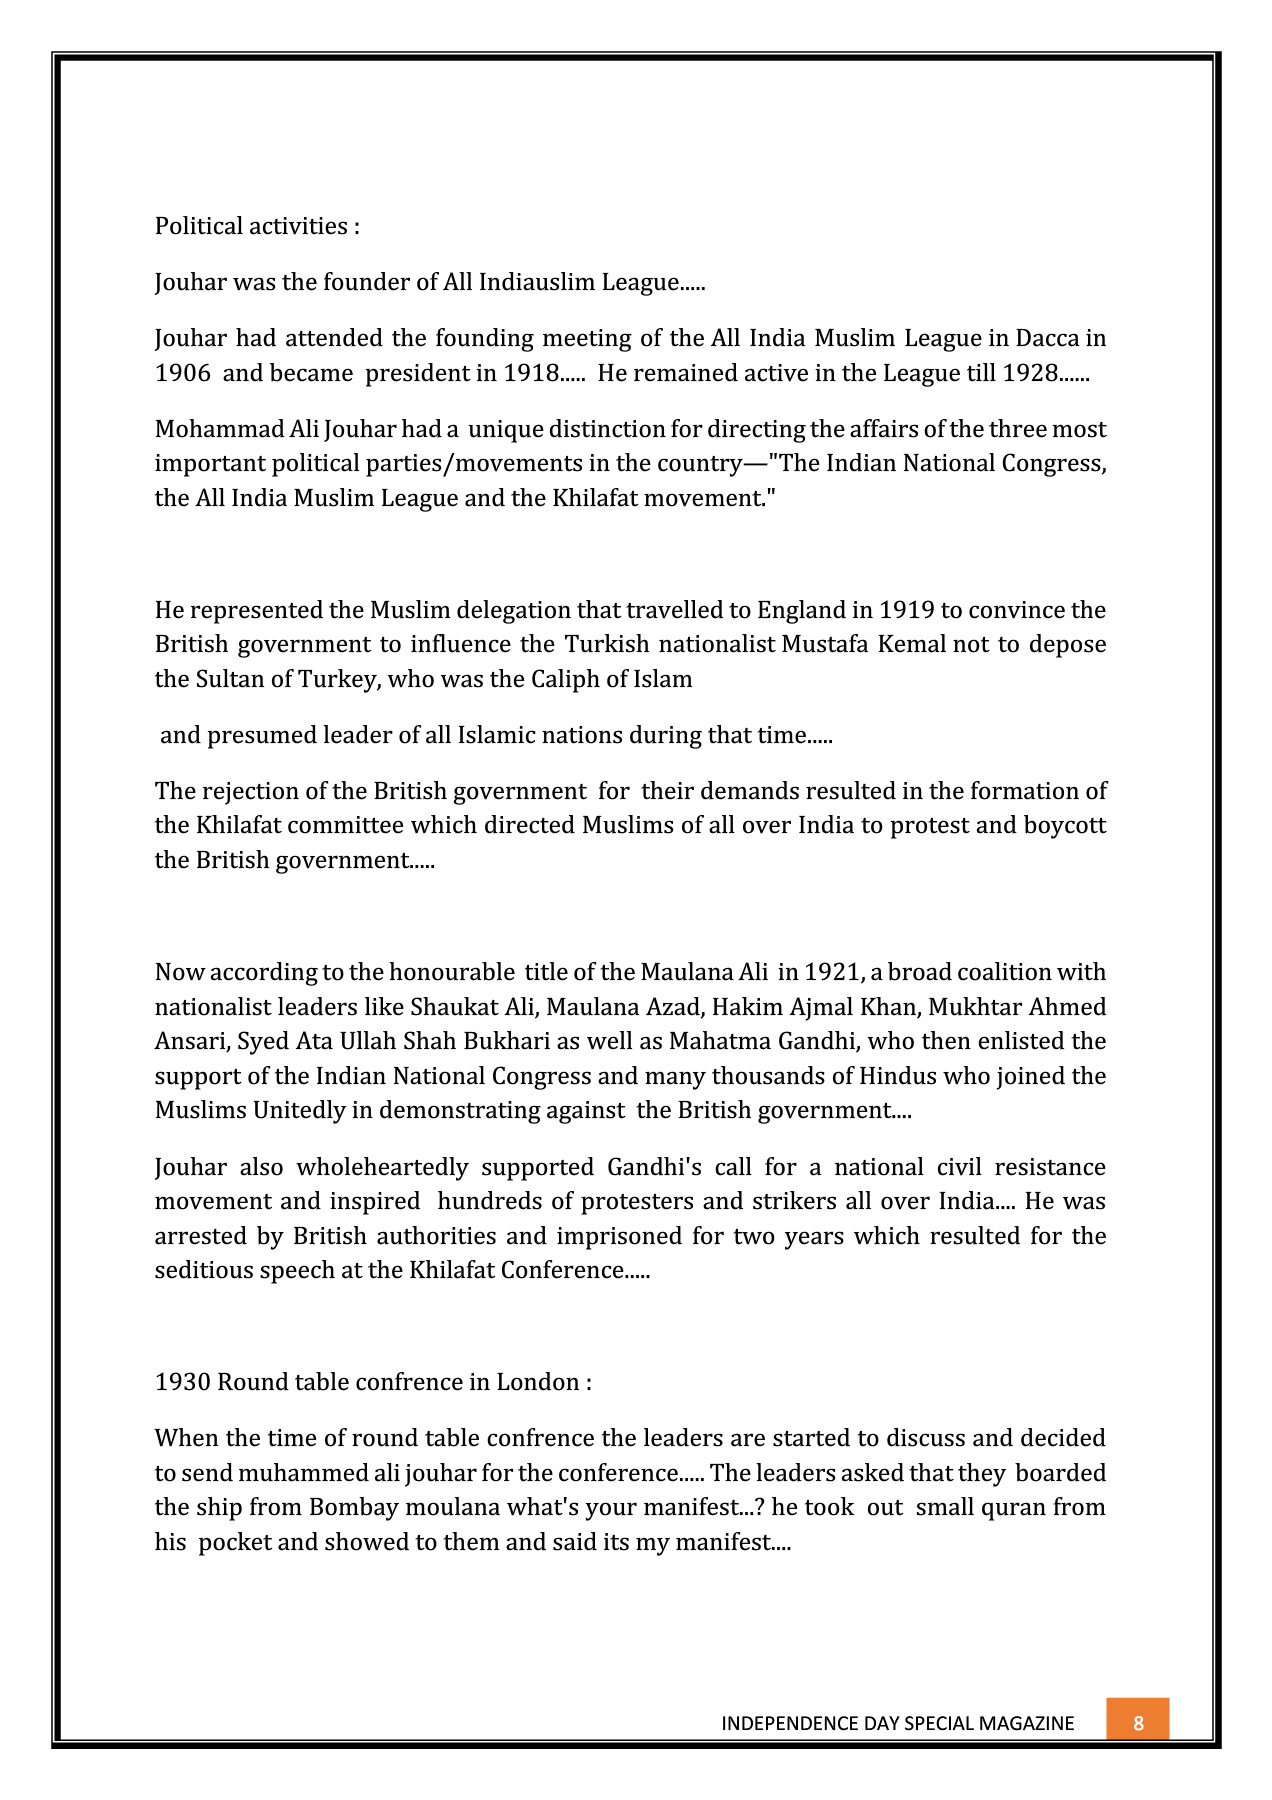 Political activities :
Jouhar was the founder of All Indiauslim League.....
Jouhar had attended the founding meeting of the All India Muslim League in Dacca in
1906 and became president in 1918..... He remained active in the League till 1928......
Mohammad Ali Jouhar had a unique distinction for directing the affairs of the three most
important political parties/movements in the country—"The Indian National Congress,
the All India Muslim League and the Khilafat movement."
He represented the Muslim delegation that travelled to England in 1919 to convince the
British government to influence the Turkish nationalist Mustafa Kemal not to depose
the Sultan of Turkey, who was the Caliph of Islam
and presumed leader of all Islamic nations during that time.....
The rejection of the British government for their demands resulted in the formation of
the Khilafat committee which directed Muslims of all over India to protest and boycott
the British government.....
Now according to the honourable title of the Maulana Ali in 1921, a broad coalition with
nationalist leaders like Shaukat Ali, Maulana Azad, Hakim Ajmal Khan, Mukhtar Ahmed
Ansari, Syed Ata Ullah Shah Bukhari as well as Mahatma Gandhi, who then enlisted the
support of the Indian National Congress and many thousands of Hindus who joined the
Muslims Unitedly in demonstrating against the British government....
Jouhar also wholeheartedly supported Gandhi's call for a national civil resistance
movement and inspired hundreds of protesters and strikers all over India.... He was
arrested by British authorities and imprisoned for two years which resulted for the
seditious speech at the Khilafat Conference.....
1930 Round table confrence in London :
When the time of round table confrence the leaders are started to discuss and decided
to send muhammed ali jouhar for the conference..... The leaders asked that they boarded
the ship from Bombay moulana what's your manifest...? he took out small quran from
his pocket and showed to them and said its my manifest....
INDEPENDENCE DAY SPECIAL MAGAZINE 8